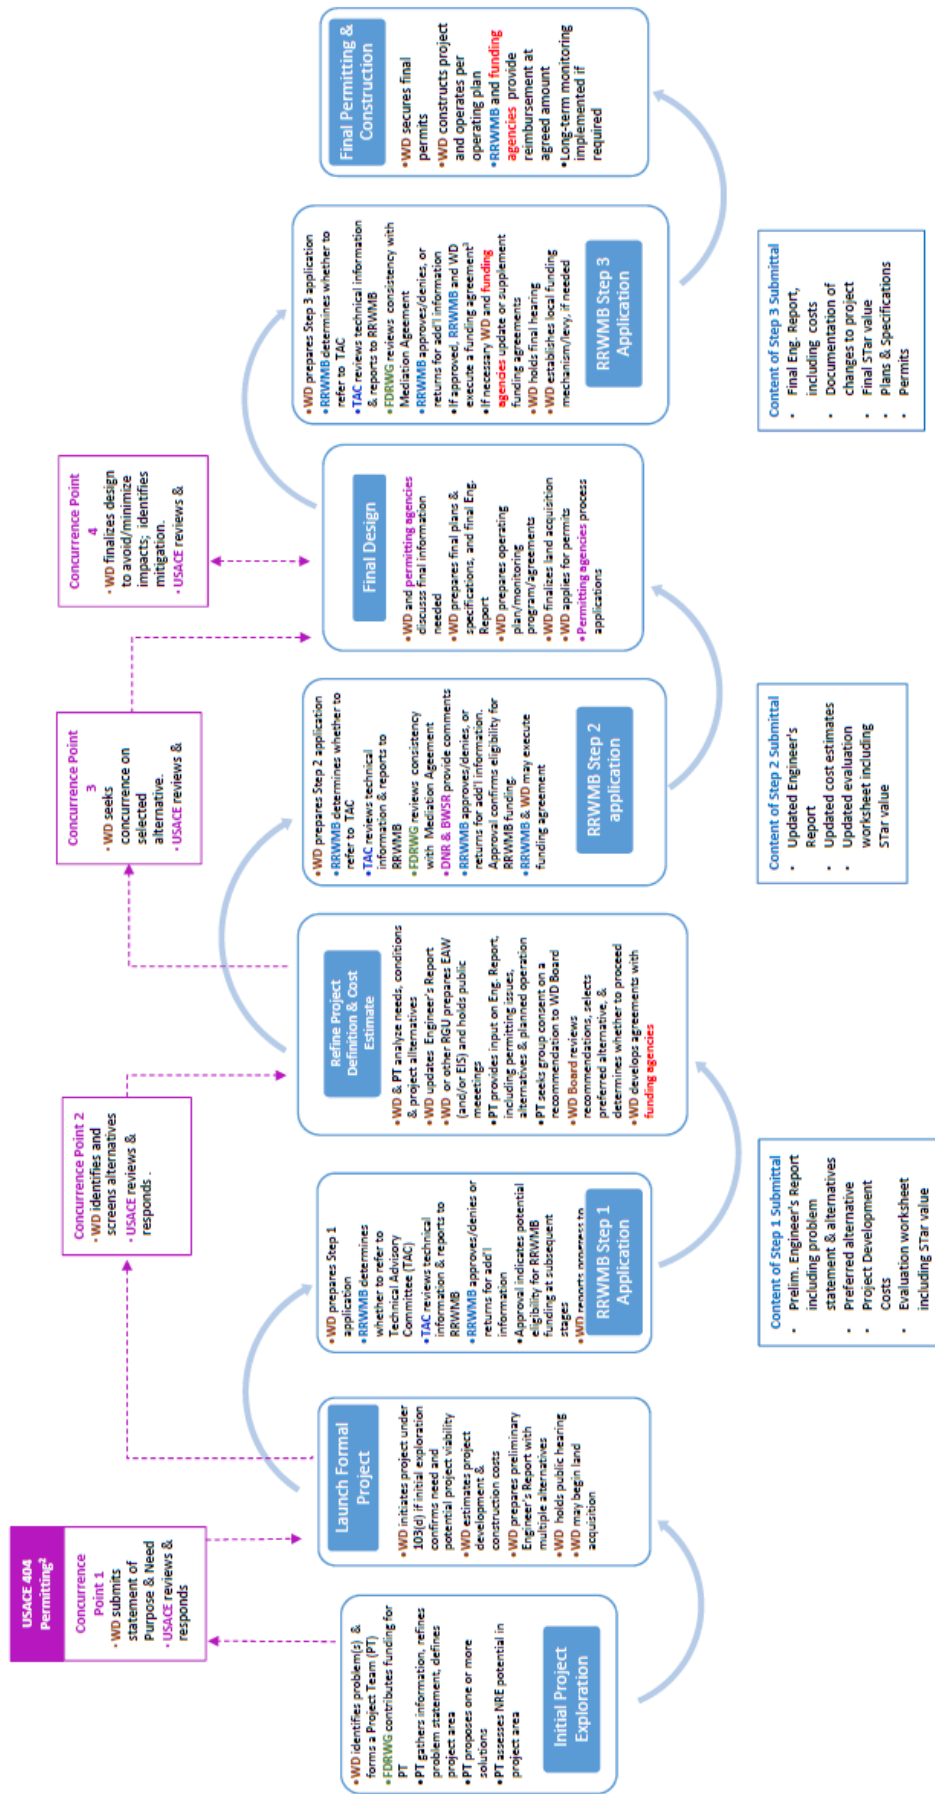 USACE 404
Permitting²
Concurrence
Point 1
• WD submits
statement of
Purpose & Need
• USACE reviews &
responds
Concurrence Point 2
• WD identifies and
screens alternatives
• USACE reviews &
responds .
Concurrence Point
3
• WD seeks
concurrence on
selected
alternative.
• USACE reviews &
Concurrence Point
4
• WD finalizes design
to avoid/minimize
impacts; identifies
mitigation.
• USACE reviews &
•WD identifies problem(s) &
forms a Project Team (PT)
•FDRWG contributes funding for
PT
•PT gathers information, refines
problem statement, defines
project area
•PT proposes one or more
solutions
•PT assesses NRE potential in
project area
Initial Project
Exploration
Launch Formal
Project
•WD initiates project under
103(d) if initial exploration
confirms need and
potential project viability
•WD estimates project
development &
construction costs
•WD prepares preliminary
Engineer's Report with
multiple alternatives
•WD holds public hearing
•WD may begin land
acquisition
•WD prepares Step 1
application
•RRWMB determines
whether to refer to
Technical Advisory
Committee (TAC)
•TAC reviews technical
information & reports to
RRWMB
•RRWMB approves/denies or
returns for add'l
information
•Approval indicates potential
eligibility for RRWMB
funding at subsequent
stages
•WD reports progress to
RRWMB Step 1
Application
Refine Project
Definition & Cost
Estimate
•WD & PT analyze needs, conditions
& project allternatives
•WD updates Engineer's Report
•WD or other RGU prepares EAW
(and/or EIS) and holds public
meeetings
•PT provides input on Eng. Report,
including permitting issues,
alternatives & planned operation
•PT seeks group consent on a
recommendation to WD Board
•WD Board reviews
recommendations, selects
preferred alternative, &
determines whether to proceed
•WD develops agreements with
funding agencies
•WD prepares Step 2 application
•RRWMB determines whether to
refer to TAC
•TAC reviews technical
information & reports to
RRWMB
•FDRWG reviews consistency
with Mediation Ageement
•DNR & BWSR provide comments
•RRWMB approves/denies, or
returns for add'l information.
Approval confirms eligibility for
RRWMB funding.
•RRWMB & WD may execute
funding agreement
RRWMB Step 2
application
Final Design
•WD and permitting agencies
discusss final information
needed
•WD prepares final plans &
specifications, and final Eng.
Report
•WD prepares operating
plan/monitoring
program/agreements
•WD finalizes land acquisition
•WD applies for permits
•Permitting agencies process
applications
•WD prepares Step 3 application
•RRWMB determines whether to
refer to TAC
•TAC reviews technical information
& reports to RRWMB
•FDRWG reviews consistency with
Mediation Ageement
•RRWMB approves/denies, or
returns for add'l information
•If approved, RRWMB and WD
execute a funding agreement³
•If necessary WD and funding
agencies update or supplement
funding agreements
•WD holds final hearing
•WD establishes local funding
mechanism/levy, if needed
RRWMB Step 3
Application
Final Permitting &
Construction
•WD secures final
permits
•WD constructs project
and operates per
operating plan
•RRWMB and funding
agencies provide
reimbursement at
agreed amount
•Long-term monitoring
implemented if
required
Content of Step 1 Submittal
• Prelim. Engineer's Report
including problem
statement & alternatives
• Preferred alternative
• Project Development
Costs
• Evaluation worksheet
including STar value
Content of Step 2 Submittal
• Updated Engineer's
Report
• Updated cost estimates
• Updated evaluation
worksheet including
STar value
Content of Step 3 Submittal
• Final Eng. Report,
including costs
• Documentation of
changes to project
• Final STar value
• Plans & Specifications
• Permits